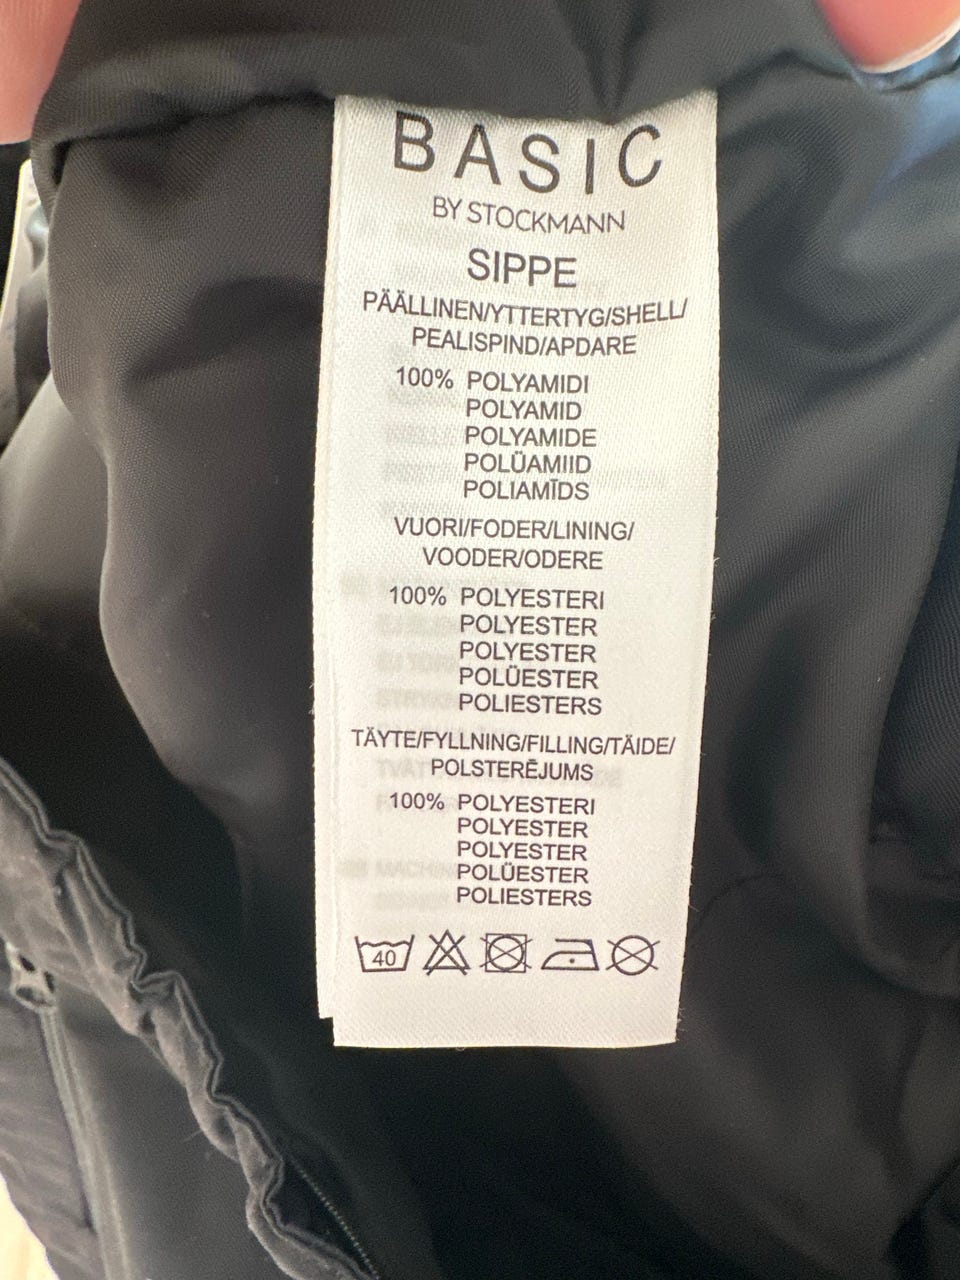 BASIC
BY STOCKMANN
SIPPE
PÄÄLLINEN/YTTERTYG/SHELL/
PEALISPIND/APDARE
100% POLYAMIDI
POLYAMID
POLYAMIDE
POLÜAMIID
POLIAMĪDS
VUORI/FODER/LINING/
VOODER/ODERE
100% POLYESTERI
POLYESTER
POLYESTER
POLÜESTER
POLIESTERS
TÄYTE/FYLLNING/FILLING/TÄIDE/
POLSTERĒJUMS
100% POLYESTERI
POLYESTER
POLYESTER
POLÜESTER
POLIESTERS
40